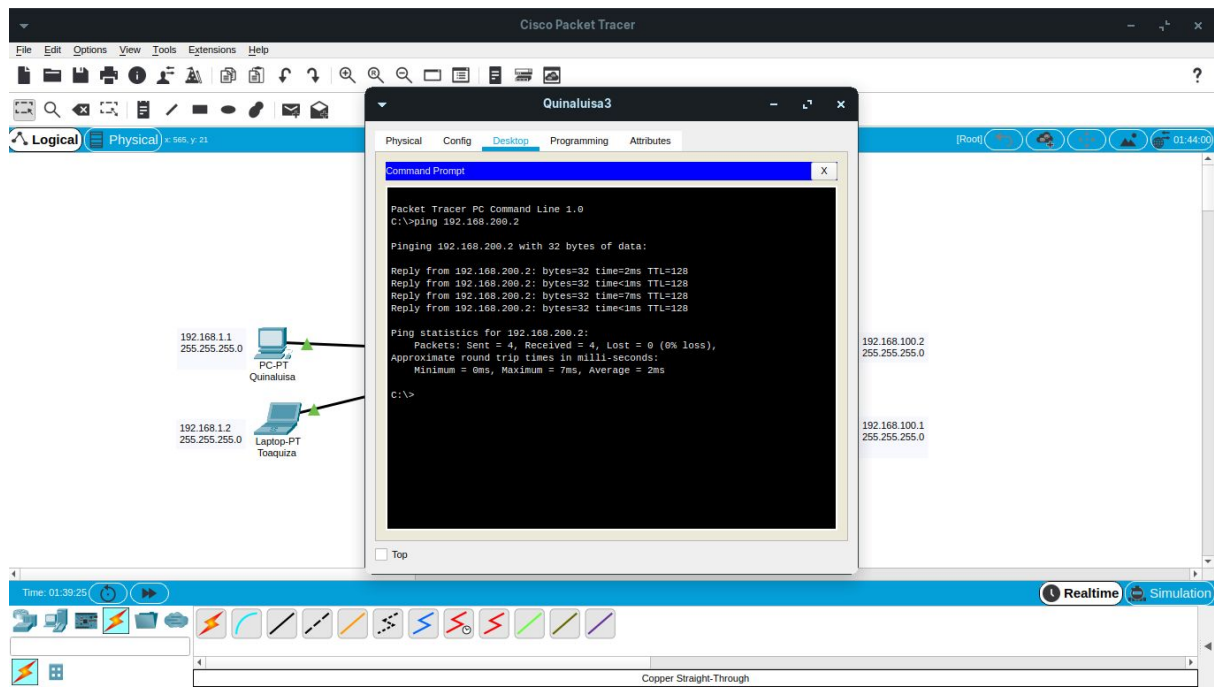 Cisco Packet Tracer
File Edit Options View Tools Extensions Help
?
Logical Physical x: 565, y: 21
[Root] 01:44:00
Quinaluisa3
Physical Config Desktop Programming Attributes
Command Prompt X
Packet Tracer PC Command Line 1.0
C:\>ping 192.168.200.2
Pinging 192.168.200.2 with 32 bytes of data:
Reply from 192.168.200.2: bytes=32 time=2ms TTL=128
Reply from 192.168.200.2: bytes=32 time<1ms TTL=128
Reply from 192.168.200.2: bytes=32 time=7ms TTL=128
Reply from 192.168.200.2: bytes=32 time<1ms TTL=128
Ping statistics for 192.168.200.2:
Packets: Sent = 4, Received = 4, Lost = 0 (0% loss),
Approximate round trip times in milli-seconds:
Minimum = 0ms, Maximum = 7ms, Average = 2ms
C:\>
Top
192.168.1.1
255.255.255.0
PC-PT
Quinaluisa
192.168.1.2
255.255.255.0
Laptop-PT
Toaquiza
192.168.100.2
255.255.255.0
192.168.100.1
255.255.255.0
Time: 01:39:25
Realtime Simulation
Copper Straight-Through